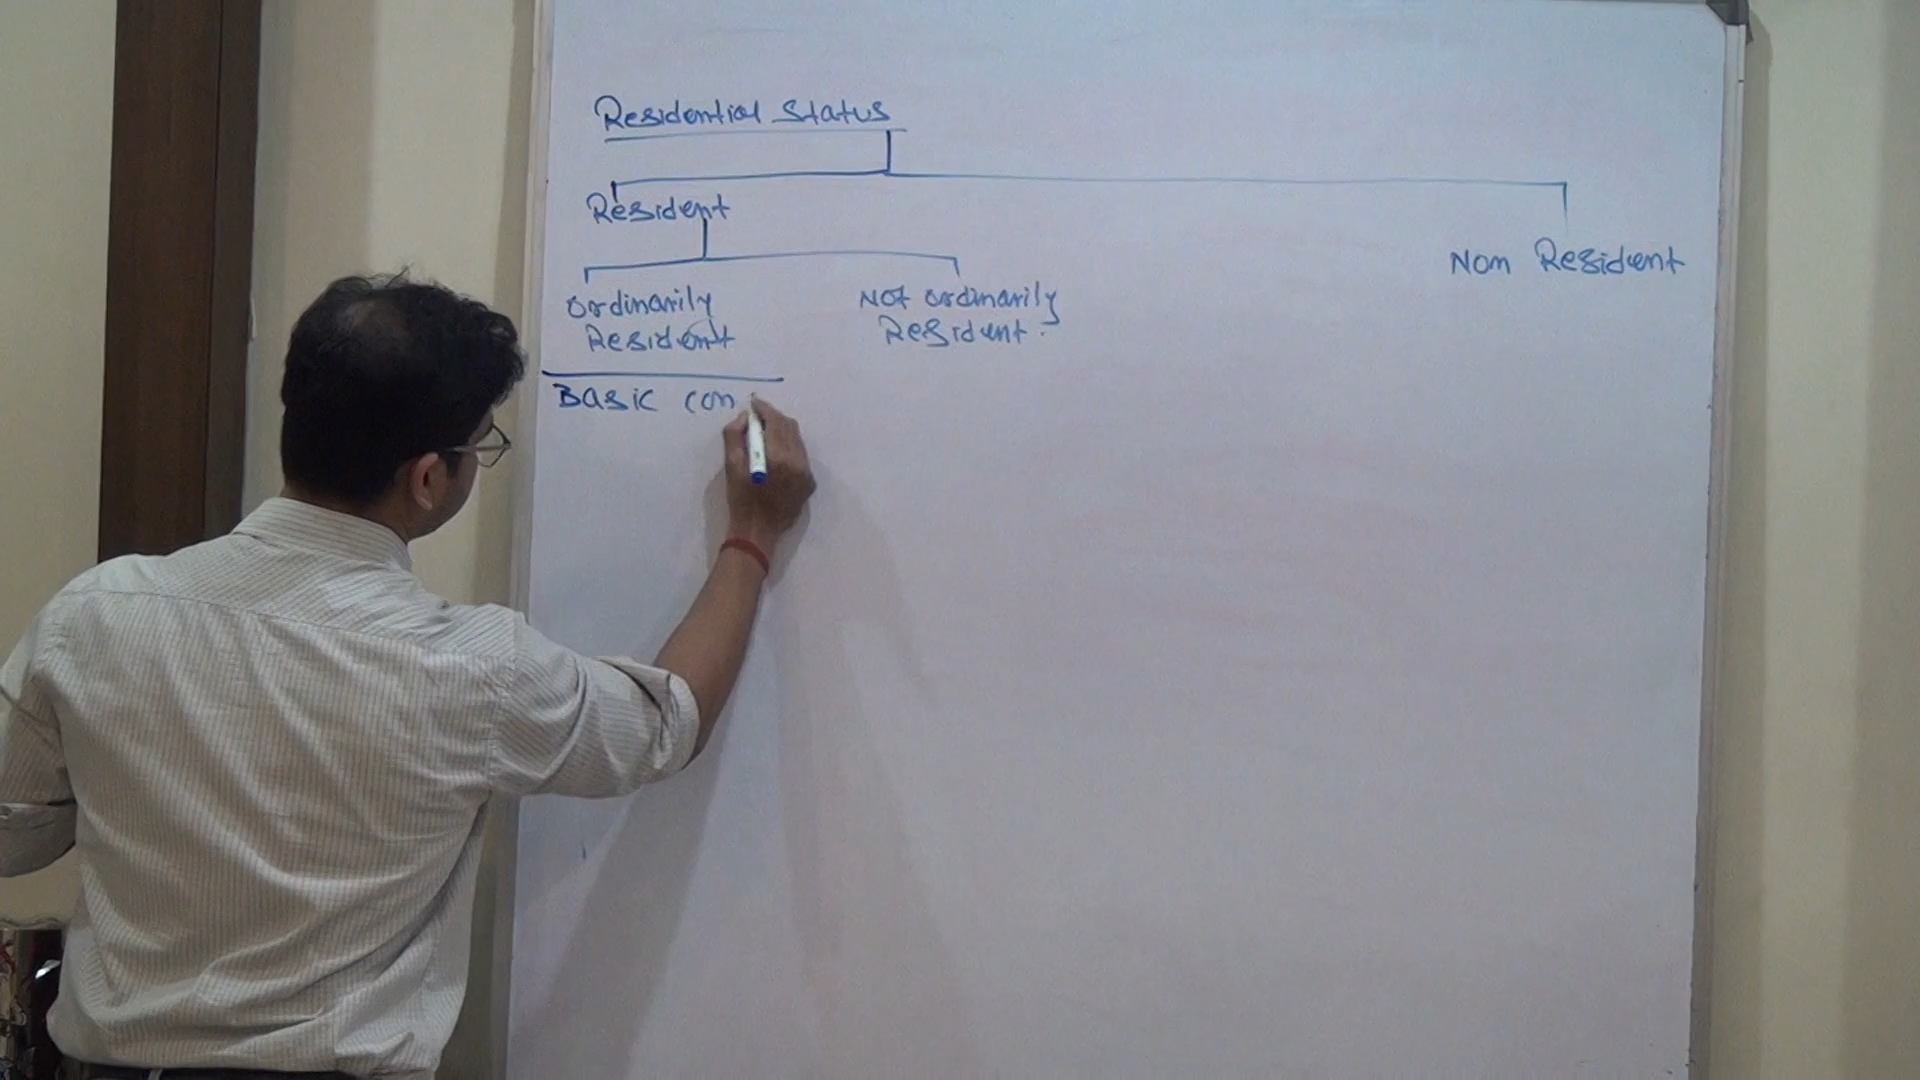 Residential Status
Resident
Non Resident
ordinarily
Resident
Not ordinarily
Resident.
Basic con